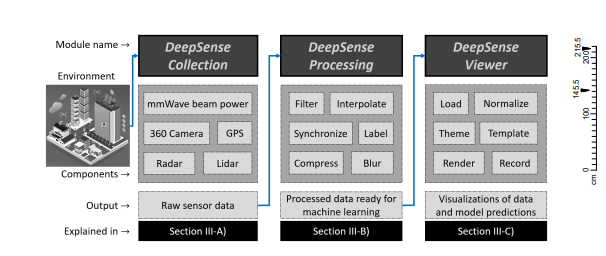 Module name →
DeepSense
Collection
DeepSense
Processing
DeepSense
Viewer
Environment
mmWave beam power
360 Camera
GPS
Radar
Lidar
Filter
Interpolate
Synchronize
Label
Compress
Blur
Load
Normalize
Theme
Template
Render
Record
Components →
Output →
Raw sensor data
Processed data ready for
machine learning
Visualizations of data
and model predictions
Explained in →
Section III-A)
Section III-B)
Section III-C)
215.5
200
145.5
100
0
cm